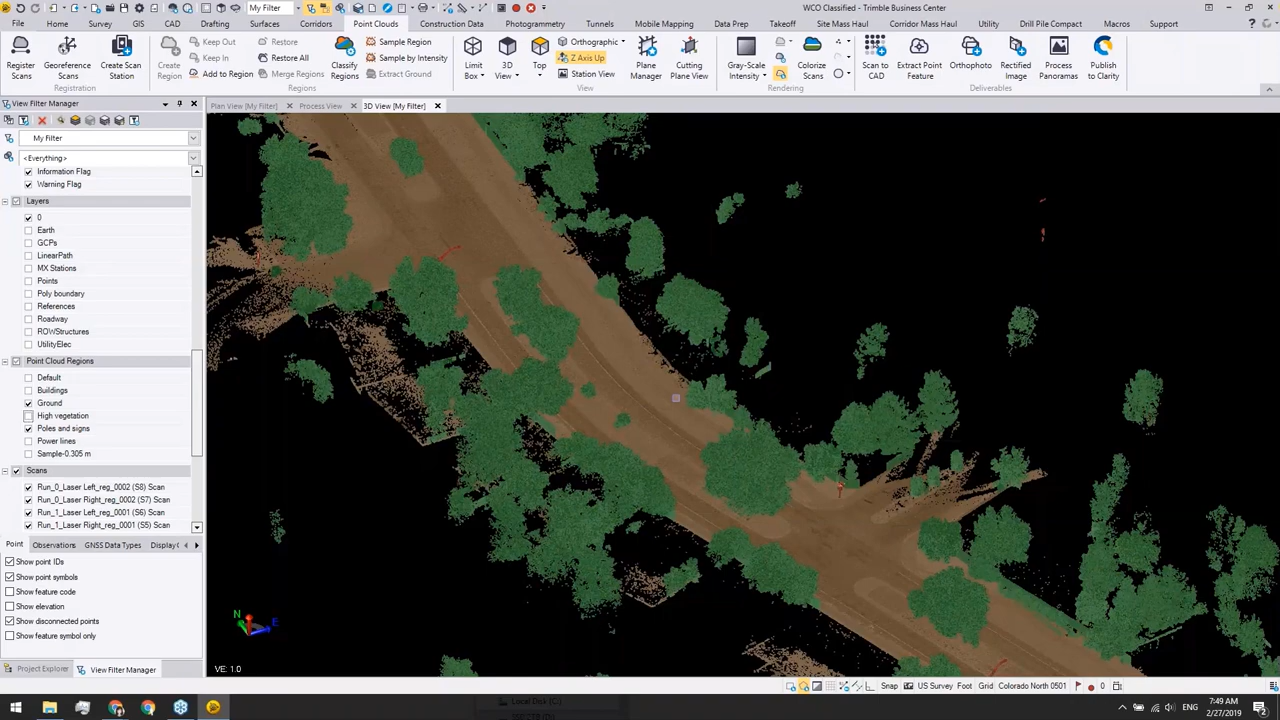 My Filter
WCO Classified - Trimble Business Center
Home Survey GIS CAD Drafting Surfaces Corridors Point Clouds Construction Data Photogrammetry Tunnels Mobile Mapping Data Prep Takeoff Site Mass Haul Corridor Mass Haul Utility Drill Pile Compact Macros Support
Register Scans
Georeference Scans
Create Scan Station
Registration
Create Region
Keep Out
Keep In
Add to Region
Restore
Restore All
Merge Regions
Classify Regions
Sample Region
Sample by Intensity
Extract Ground
Regions
Limit Box
3D View
Top
Orthographic
Z Axis Up
Station View
Plane Manager
Cutting Plane View
View
Gray-Scale Intensity
Colorize Scans
Rendering
Scan to CAD
Extract Point Feature
Orthophoto
Rectified Image
Process Panoramas
Publish to Clarity
Deliverables
View Filter Manager
Plan View [My Filter]
Process View
3D View [My Filter]
My Filter
<Everything>
Information Flag
Warning Flag
Layers
0
Earth
GCPs
LinearPath
MX Stations
Points
Poly boundary
References
Roadway
ROWStructures
UtilityElec
Point Cloud Regions
Default
Buildings
Ground
High vegetation
Poles and signs
Power lines
Sample-0.305 m
Scans
Run_0_Laser Left_reg_0002 (S8) Scan
Run_0_Laser Right_reg_0002 (S7) Scan
Run_1_Laser Left_reg_0001 (S6) Scan
Run_1_Laser Right_reg_0001 (S5) Scan
Point Observations GNSS Data Types Display
Show point IDs
Show point symbols
Show feature code
Show elevation
Show disconnected points
Show feature symbol only
N
E
VE: 1.0
Project Explorer
View Filter Manager
Snap US Survey Foot Grid Colorado North 0501 0
Local Disk (C:)
ENG
7:49 AM
2/27/2019